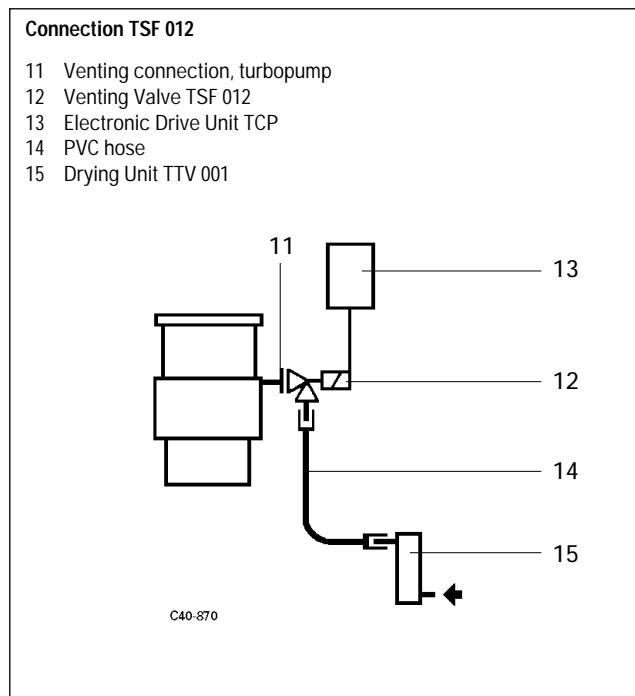 Connection TSF 012
11 Venting connection, turbopump
12 Venting Valve TSF 012
13 Electronic Drive Unit TCP
14 PVC hose
15 Drying Unit TTV 001
11
13
12
14
15
C40-870